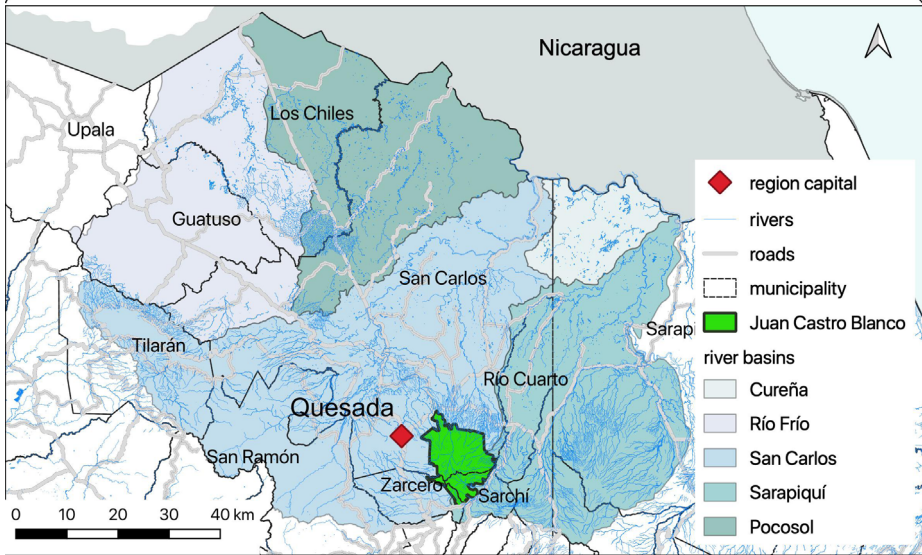 Nicaragua
Upala
Los Chiles
Guatuso
San Carlos
Tilarán
Sarapi
Río Cuarto
Quesada
San Ramón
Zarcero
Sarchí
region capital
rivers
roads
municipality
Juan Castro Blanco
river basins
Cureña
Río Frío
San Carlos
Sarapiquí
Pocosol
0 10 20 30 40 km